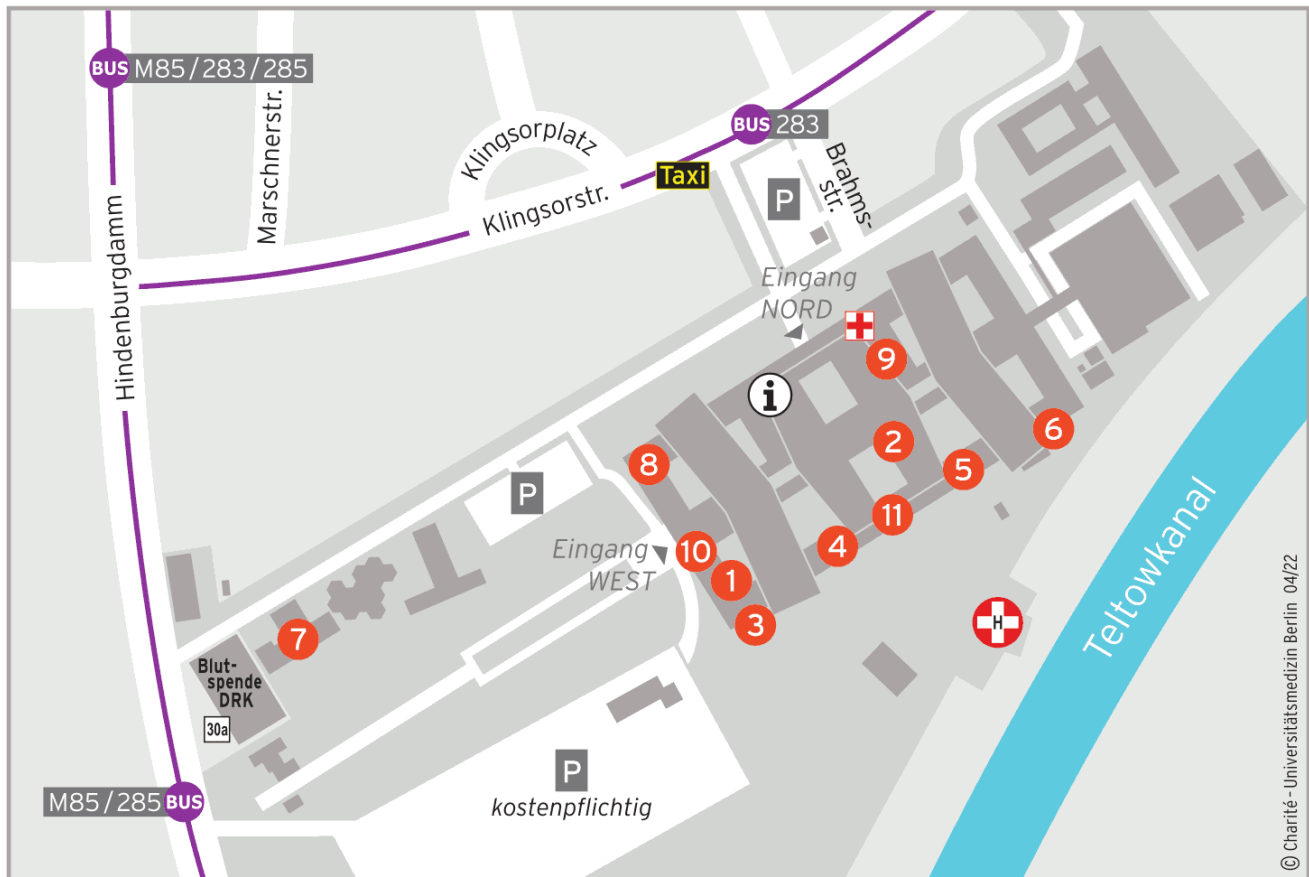 BUS M85/283/285
Marschnerstr.
Klingsorplatz
BUS 283
Taxi
Klingsorstr.
P
Brahms-
str.
Hindenburgdamm
Eingang
NORD
i
9
2
6
8
5
P
11
10
4
Eingang
WEST
1
3
7
H
Teltowkanal
Blut-
spende
DRK
30a
P
kostenpflichtig
M85/285 BUS
© Charité - Universitätsmedizin Berlin 04/22